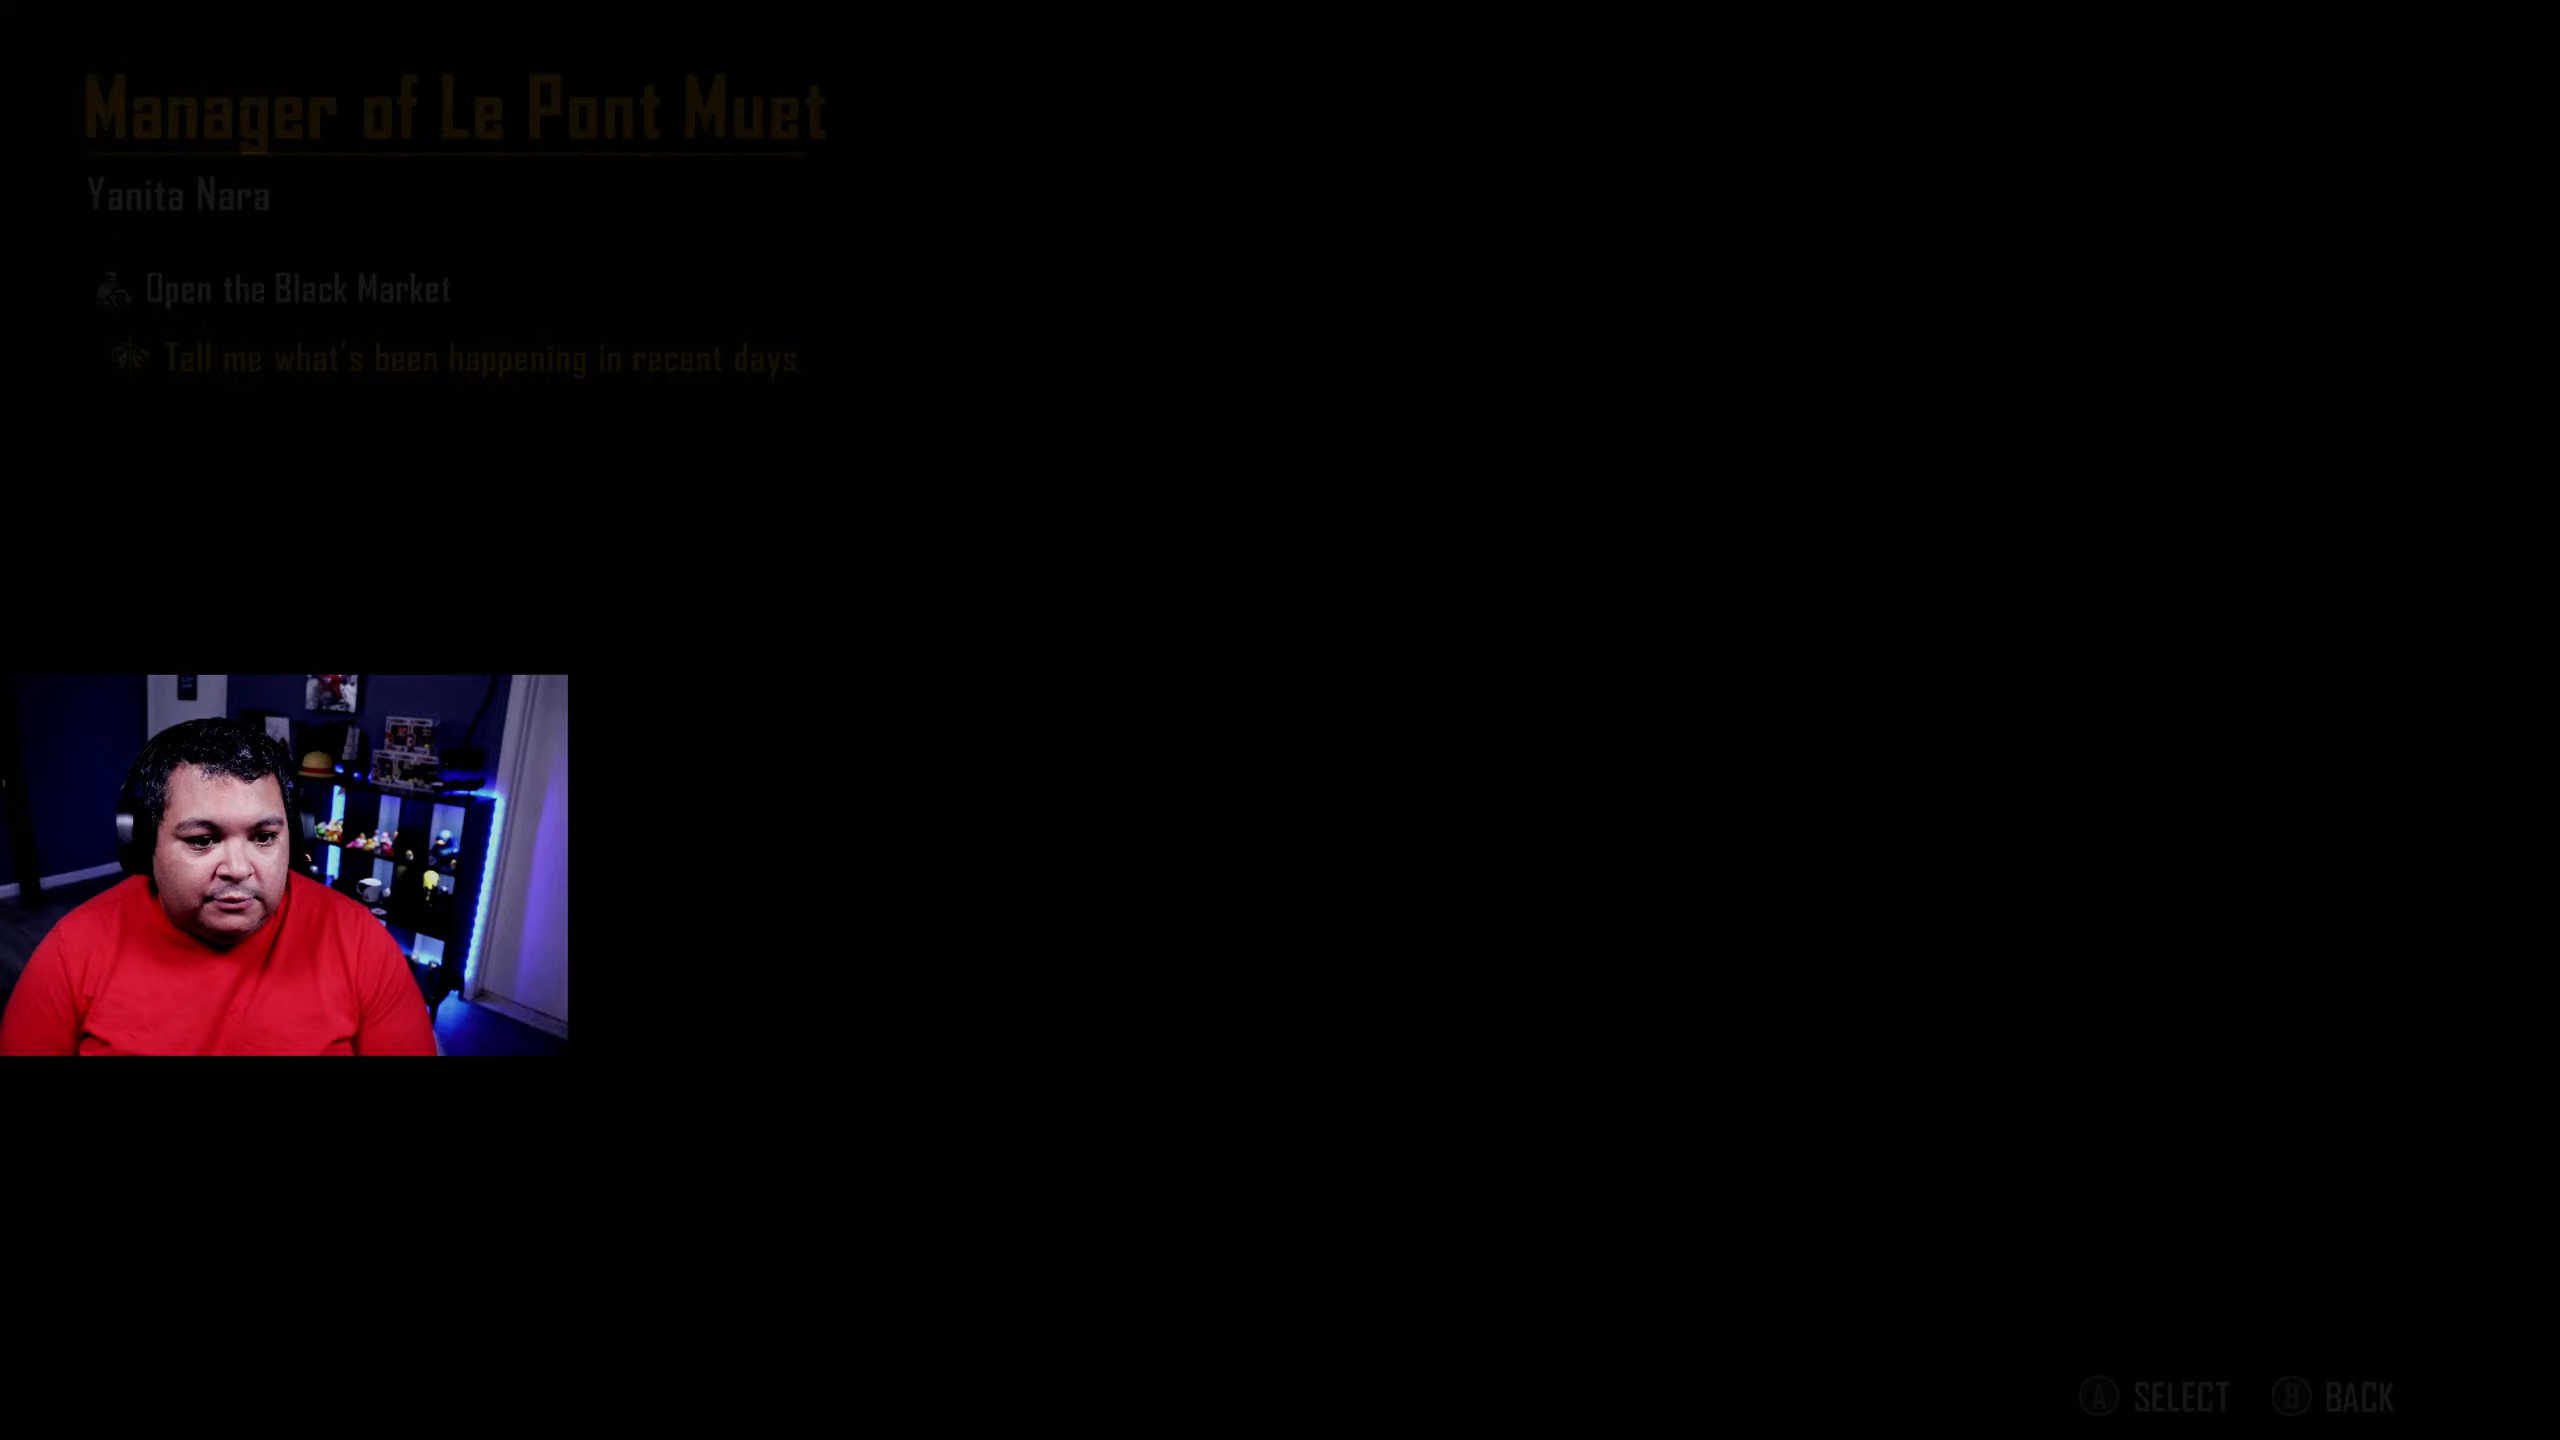 Manager of Le Pont Muet
Yanita Nara
Open the Black Market
Tell me what's been happening in recent days
A SELECT B BACK